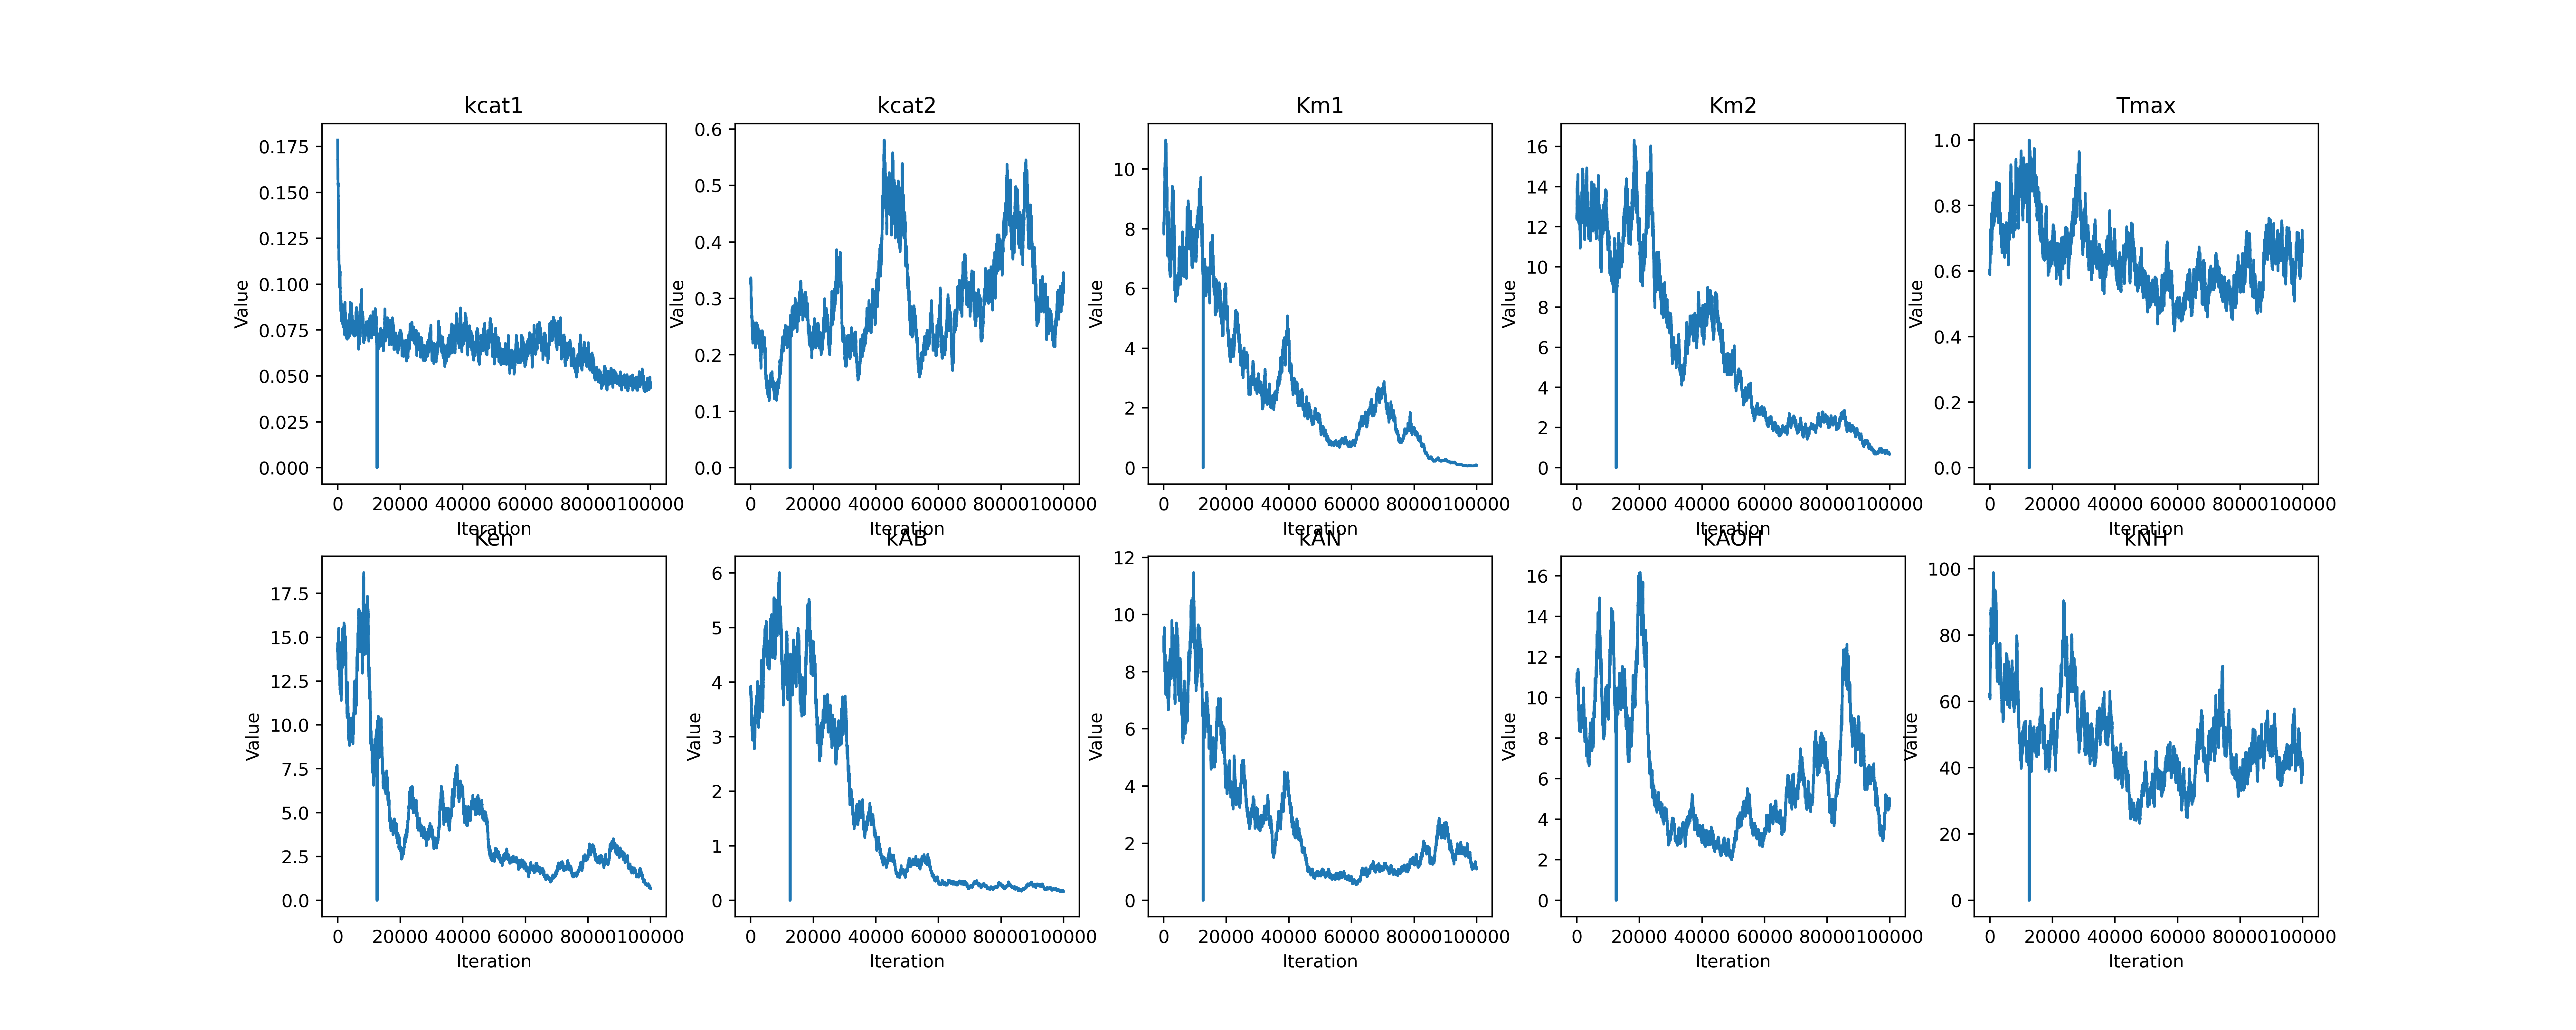 kcat1 kcat2 Km1 Km2 Tmax
0.175 0.150 0.125 0.100 0.075 0.050 0.025 0.000
Value
0 20000 40000 60000 80000100000
Iteration
0.6 0.5 0.4 0.3 0.2 0.1 0.0
Value
0 20000 40000 60000 80000100000
Iteration
10 8 6 4 2 0
Value
0 20000 40000 60000 80000100000
Iteration
16 14 12 10 8 6 4 2 0
Value
0 20000 40000 60000 80000100000
Iteration
1.0 0.8 0.6 0.4 0.2 0.0
Value
0 20000 40000 60000 80000100000
Iteration
Ken kAB kAN kAOH kNH
17.5 15.0 12.5 10.0 7.5 5.0 2.5 0.0
Value
0 20000 40000 60000 80000100000
Iteration
6 5 4 3 2 1 0
Value
0 20000 40000 60000 80000100000
Iteration
12 10 8 6 4 2 0
Value
0 20000 40000 60000 80000100000
Iteration
16 14 12 10 8 6 4 2 0
Value
0 20000 40000 60000 80000100000
Iteration
100 80 60 40 20 0
Value
0 20000 40000 60000 80000100000
Iteration